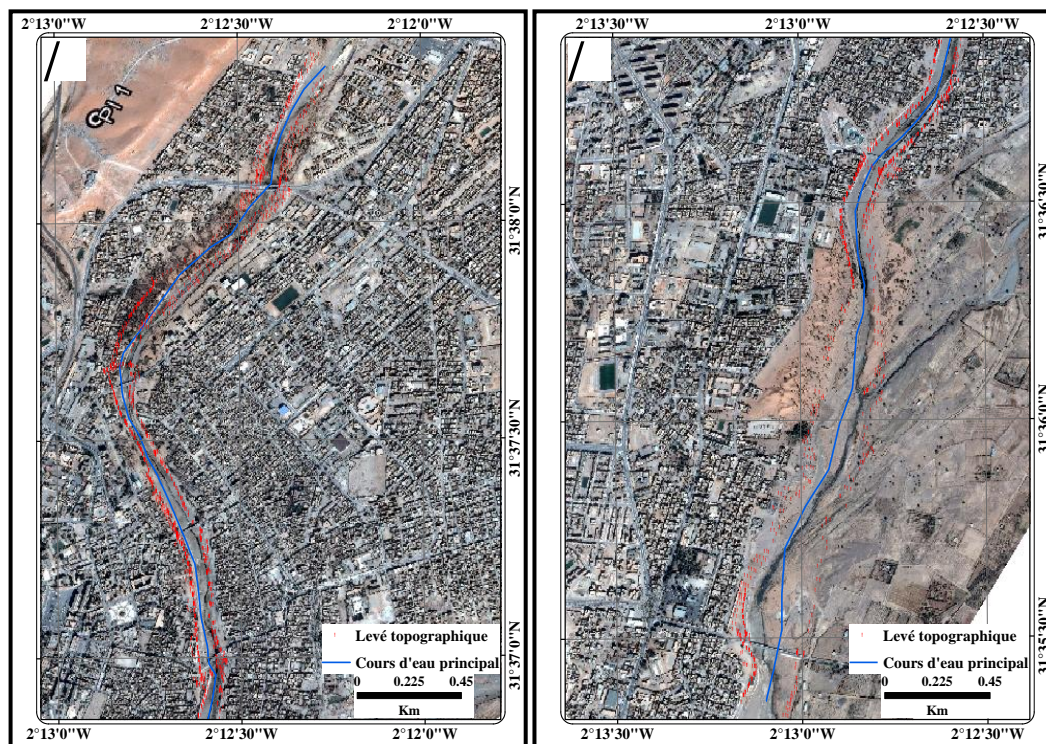 2°13'0"W 2°12'30"W 2°12'0"W
31°38'0"N
31°37'30"N
31°37'0"N
Levé topographique
Cours d'eau principal
0 0.225 0.45
Km
2°13'0"W 2°12'30"W 2°12'0"W
2°13'30"W 2°13'0"W 2°12'30"W
31°36'30"N
31°36'0"N
31°35'30"N
Levé topographique
Cours d'eau principal
0 0.225 0.45
Km
2°13'30"W 2°13'0"W 2°12'30"W